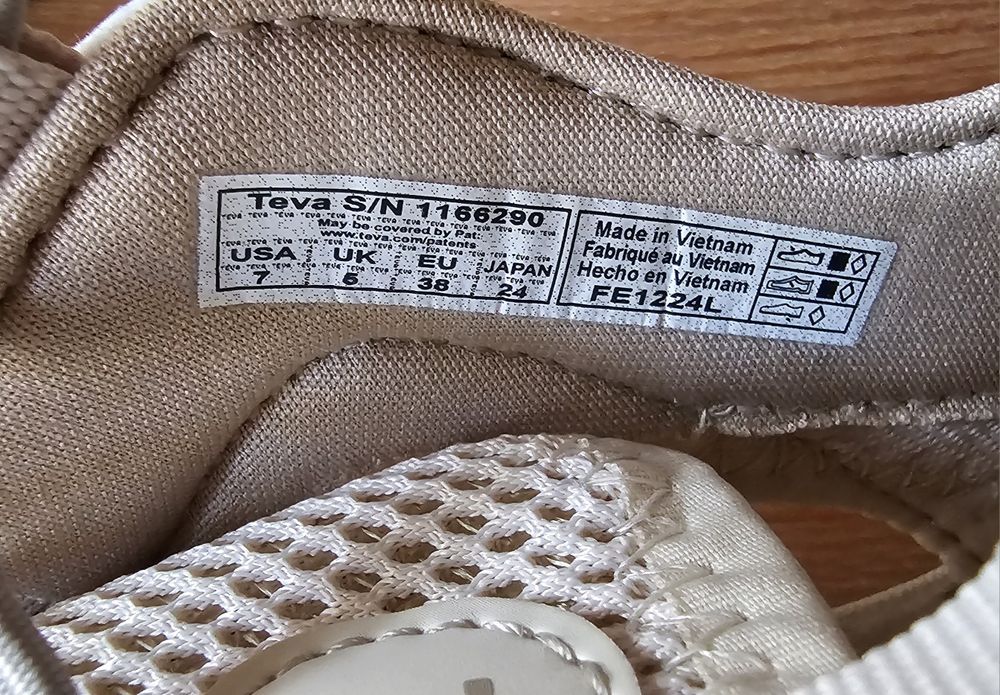 Teva S/N 1166290
May be covered by Pat:
www.teva.com/patents
USA UK EU JAPAN
7 5 38 24
Made in Vietnam
Fabriqué au Vietnam
Hecho en Vietnam
FE1224L